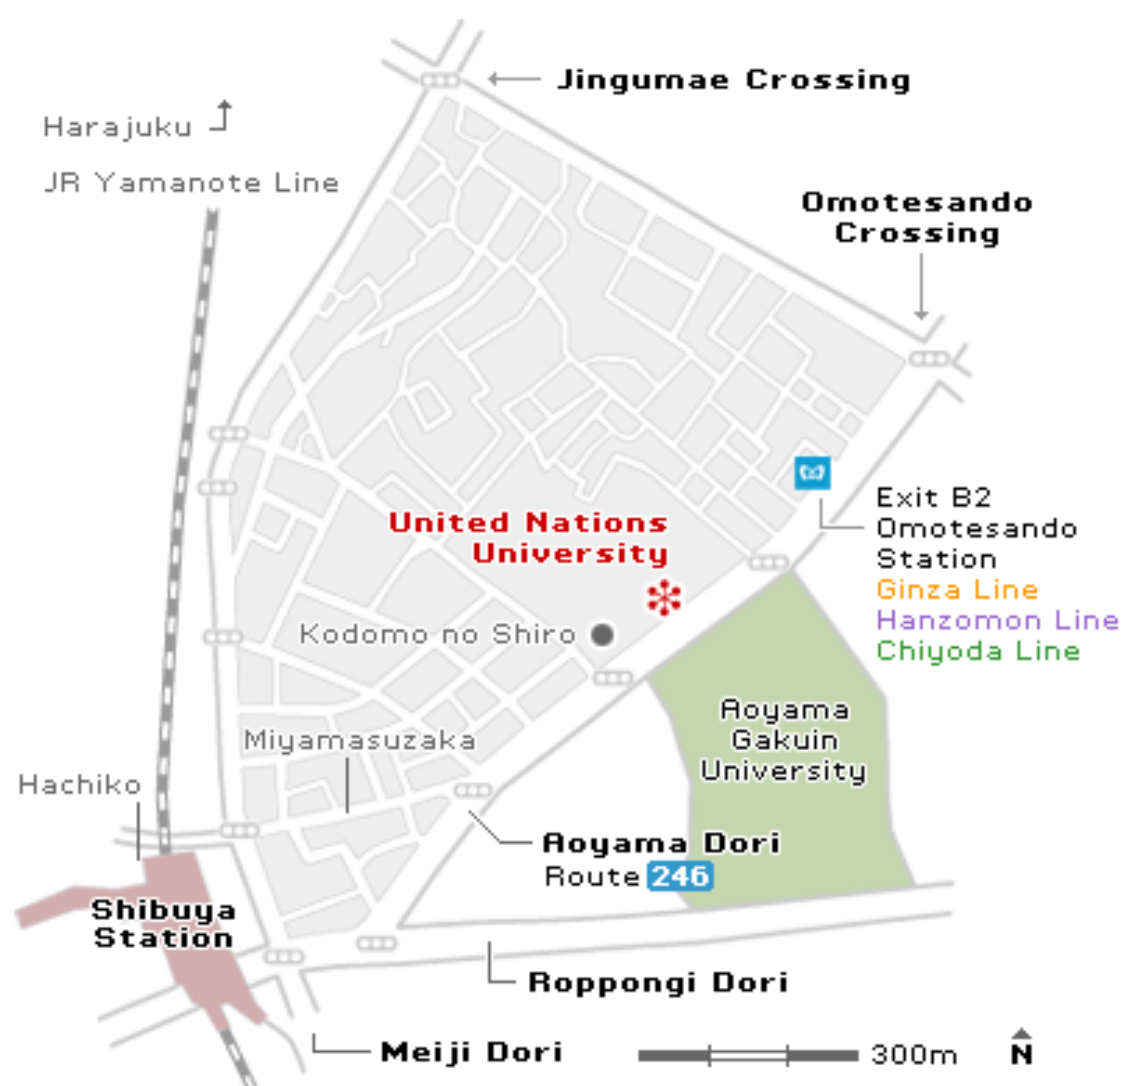 Jingumae Crossing
Harajuku
JR Yamanote Line
Omotesando
Crossing
Exit B2
Omotesando
Station
Ginza Line
Hanzomon Line
Chiyoda Line
United Nations
University
Kodomo no Shiro
Aoyama
Gakuin
University
Miyamasuzaka
Hachiko
Aoyama Dori
Route 246
Shibuya
Station
Roppongi Dori
Meiji Dori
300m
N